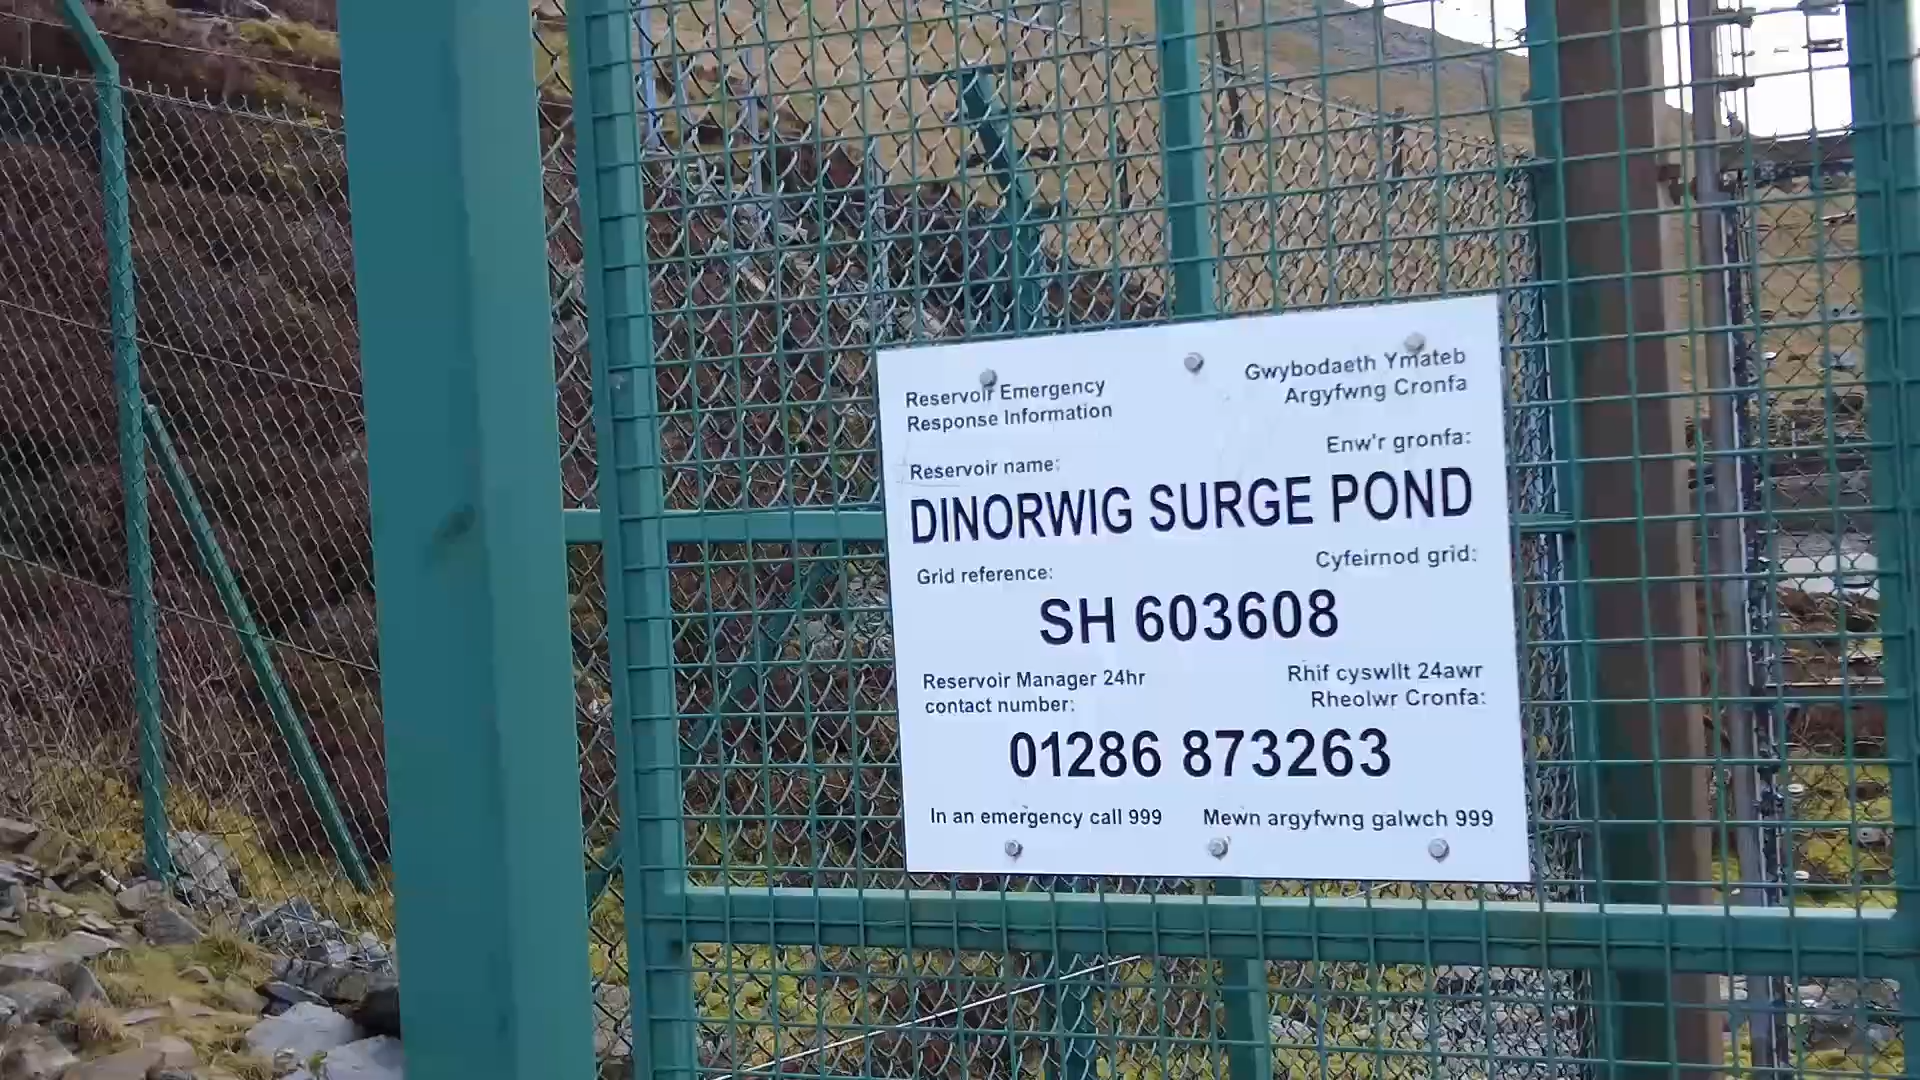 Reservoir Emergency
Response Information
Gwybodaeth Ymateb
Argyfwng Cronfa
Reservoir name:
Enw'r gronfa:
DINORWIG SURGE POND
Grid reference:
Cyfeirnod grid:
SH 603608
Reservoir Manager 24hr
contact number:
Rhif cyswllt 24awr
Rheolwr Cronfa:
01286 873263
In an emergency call 999
Mewn argyfwng galwch 999